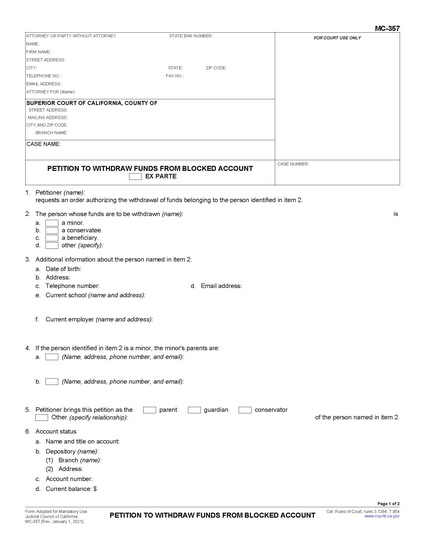 MC-357
ATTORNEY OR PARTY WITHOUT ATTORNEY STATE BAR NUMBER:
FOR COURT USE ONLY
NAME:
FIRM NAME:
STREET ADDRESS:
CITY: STATE: ZIP CODE:
TELEPHONE NO.: FAX NO.:
EMAIL ADDRESS:
ATTORNEY FOR (Name):
SUPERIOR COURT OF CALIFORNIA, COUNTY OF
STREET ADDRESS:
MAILING ADDRESS:
CITY AND ZIP CODE:
BRANCH NAME:
CASE NAME:
PETITION TO WITHDRAW FUNDS FROM BLOCKED ACCOUNT
EX PARTE
CASE NUMBER:
1. Petitioner (name):
requests an order authorizing the withdrawal of funds belonging to the person identified in item 2.
2. The person whose funds are to be withdrawn (name): is
a. a minor.
b. a conservatee.
c. a beneficiary.
d. other (specify):
3. Additional information about the person named in item 2:
a. Date of birth:
b. Address:
c. Telephone number: d. Email address:
e. Current school (name and address):
f. Current employer (name and address):
4. If the person identified in item 2 is a minor, the minor's parents are:
a. (Name, address, phone number, and email):
b. (Name, address, phone number, and email):
5. Petitioner brings this petition as the parent guardian conservator
Other (specify relationship): of the person named in item 2.
6. Account status
a. Name and title on account:
b. Depository (name):
(1) Branch (name):
(2) Address:
c. Account number:
d. Current balance: $
Page 1 of 2
Form Adopted for Mandatory Use
Judicial Council of California
MC-357 [Rev. January 1, 2021]
PETITION TO WITHDRAW FUNDS FROM BLOCKED ACCOUNT
Cal. Rules of Court, rules 3.1384, 7.954
www.courts.ca.gov